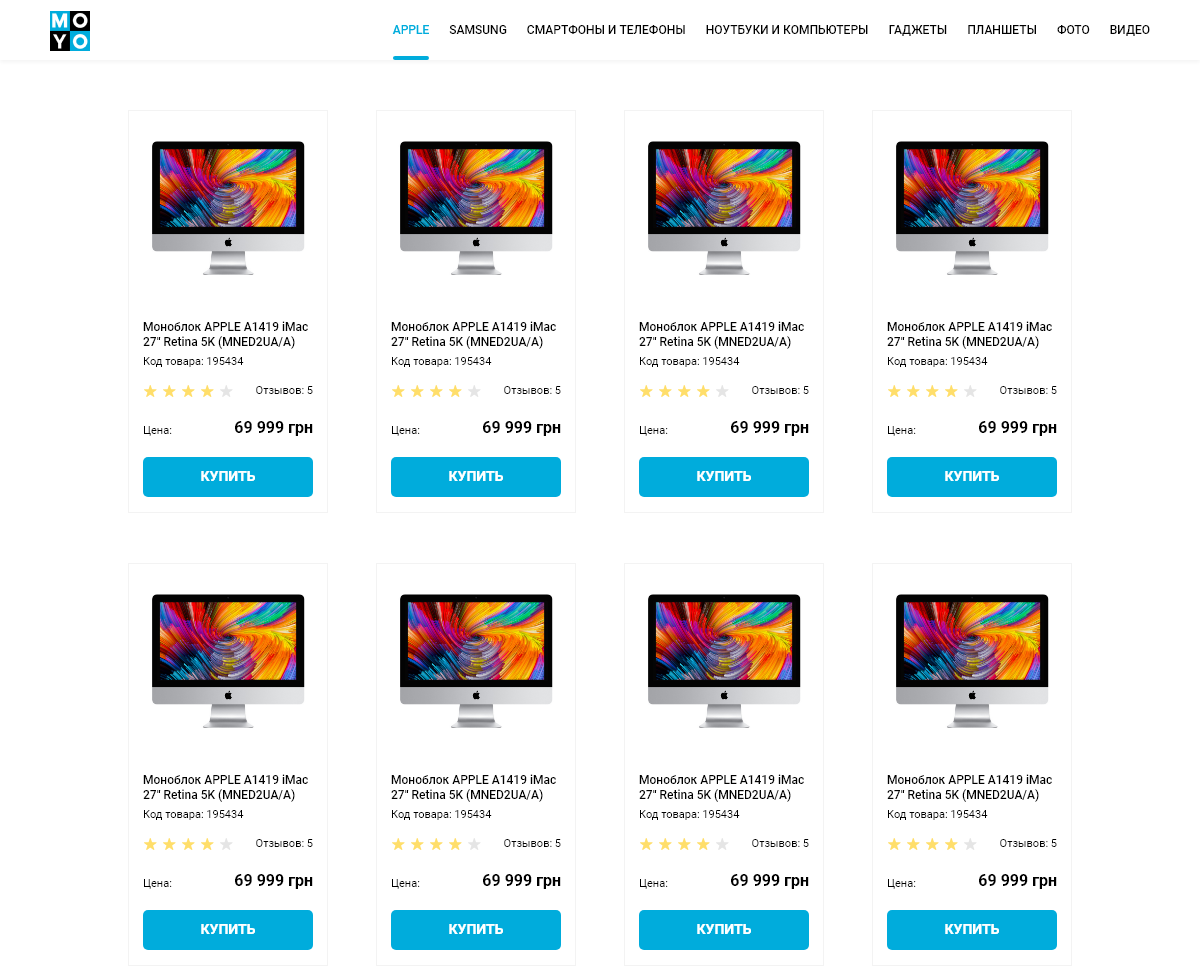 MO
YO
APPLE SAMSUNG СМАРТФОНЫ И ТЕЛЕФОНЫ НОУТБУКИ И КОМПЬЮТЕРЫ ГАДЖЕТЫ ПЛАНШЕТЫ ФОТО ВИДЕО
Моноблок APPLE A1419 iMac
27" Retina 5K (MNED2UA/A)
Код товара: 195434
Отзывов: 5
Цена: 69 999 грн
КУПИТЬ
Моноблок APPLE A1419 iMac
27" Retina 5K (MNED2UA/A)
Код товара: 195434
Отзывов: 5
Цена: 69 999 грн
КУПИТЬ
Моноблок APPLE A1419 iMac
27" Retina 5K (MNED2UA/A)
Код товара: 195434
Отзывов: 5
Цена: 69 999 грн
КУПИТЬ
Моноблок APPLE A1419 iMac
27" Retina 5K (MNED2UA/A)
Код товара: 195434
Отзывов: 5
Цена: 69 999 грн
КУПИТЬ
Моноблок APPLE A1419 iMac
27" Retina 5K (MNED2UA/A)
Код товара: 195434
Отзывов: 5
Цена: 69 999 грн
КУПИТЬ
Моноблок APPLE A1419 iMac
27" Retina 5K (MNED2UA/A)
Код товара: 195434
Отзывов: 5
Цена: 69 999 грн
КУПИТЬ
Моноблок APPLE A1419 iMac
27" Retina 5K (MNED2UA/A)
Код товара: 195434
Отзывов: 5
Цена: 69 999 грн
КУПИТЬ
Моноблок APPLE A1419 iMac
27" Retina 5K (MNED2UA/A)
Код товара: 195434
Отзывов: 5
Цена: 69 999 грн
КУПИТЬ